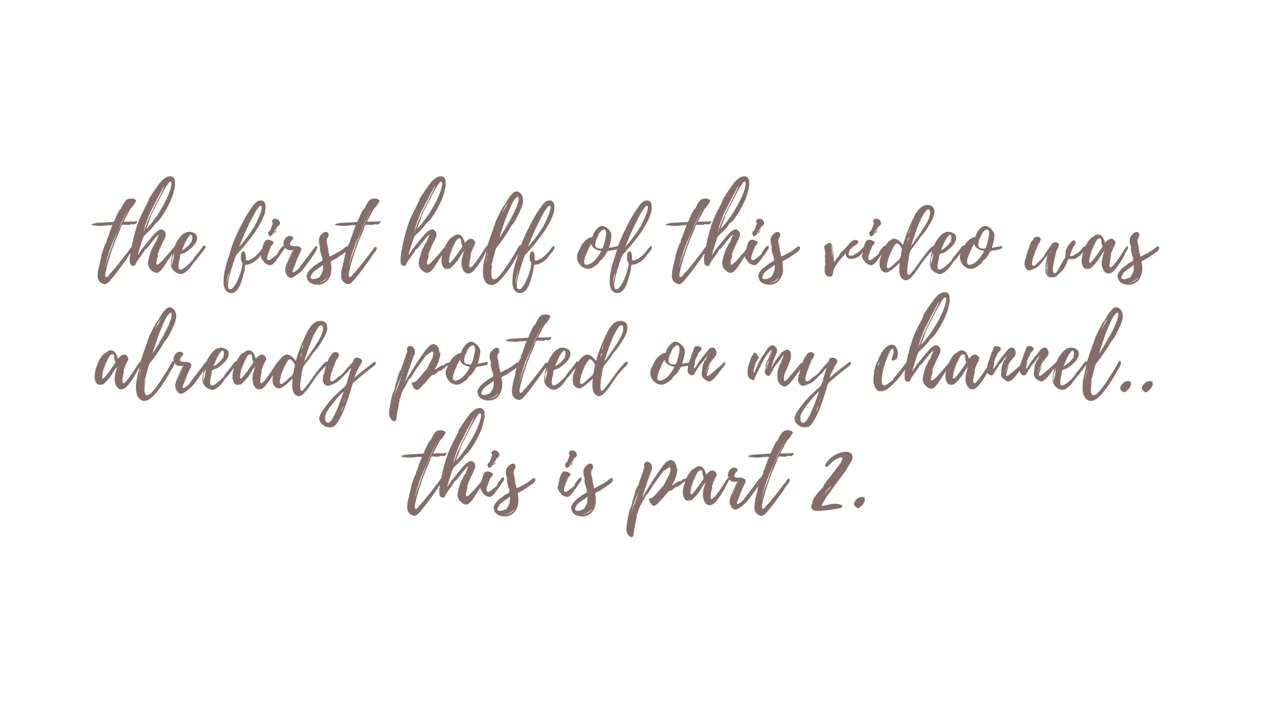 the first half of this video was
already posted on my channel..
this is part 2.